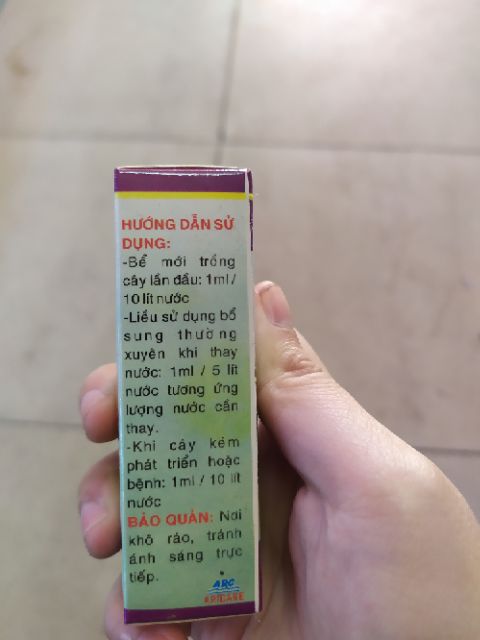 HƯỚNG DẪN SỬ
DỤNG:
-Bể mới trồng
cây lần đầu: 1ml/
10 lít nước
-Liều sử dụng bổ
sung thường
xuyên khi thay
nước: 1ml / 5 lít
nước tương ứng
lượng nước cần
thay.
-Khi cây kém
phát triển hoặc
bệnh: 1ml / 10 lít
nước
BẢO QUẢN: Nơi
khô ráo, tránh
ánh sáng trực
tiếp.
ARC